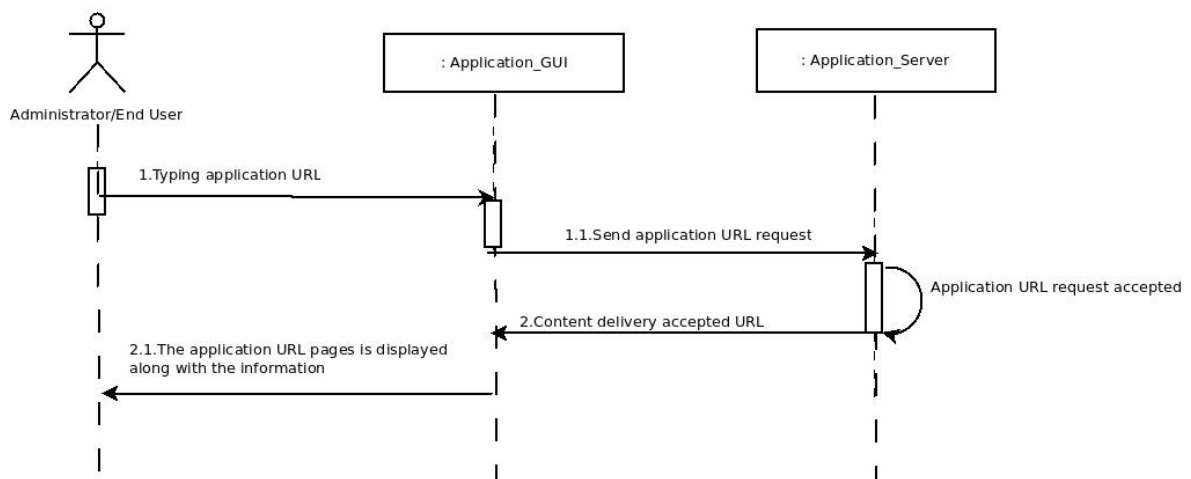 : Application_GUI
: Application_Server
Administrator/End User
1.Typing application URL
1.1.Send application URL request
Application URL request accepted
2.Content delivery accepted URL
2.1.The application URL pages is displayed
along with the information